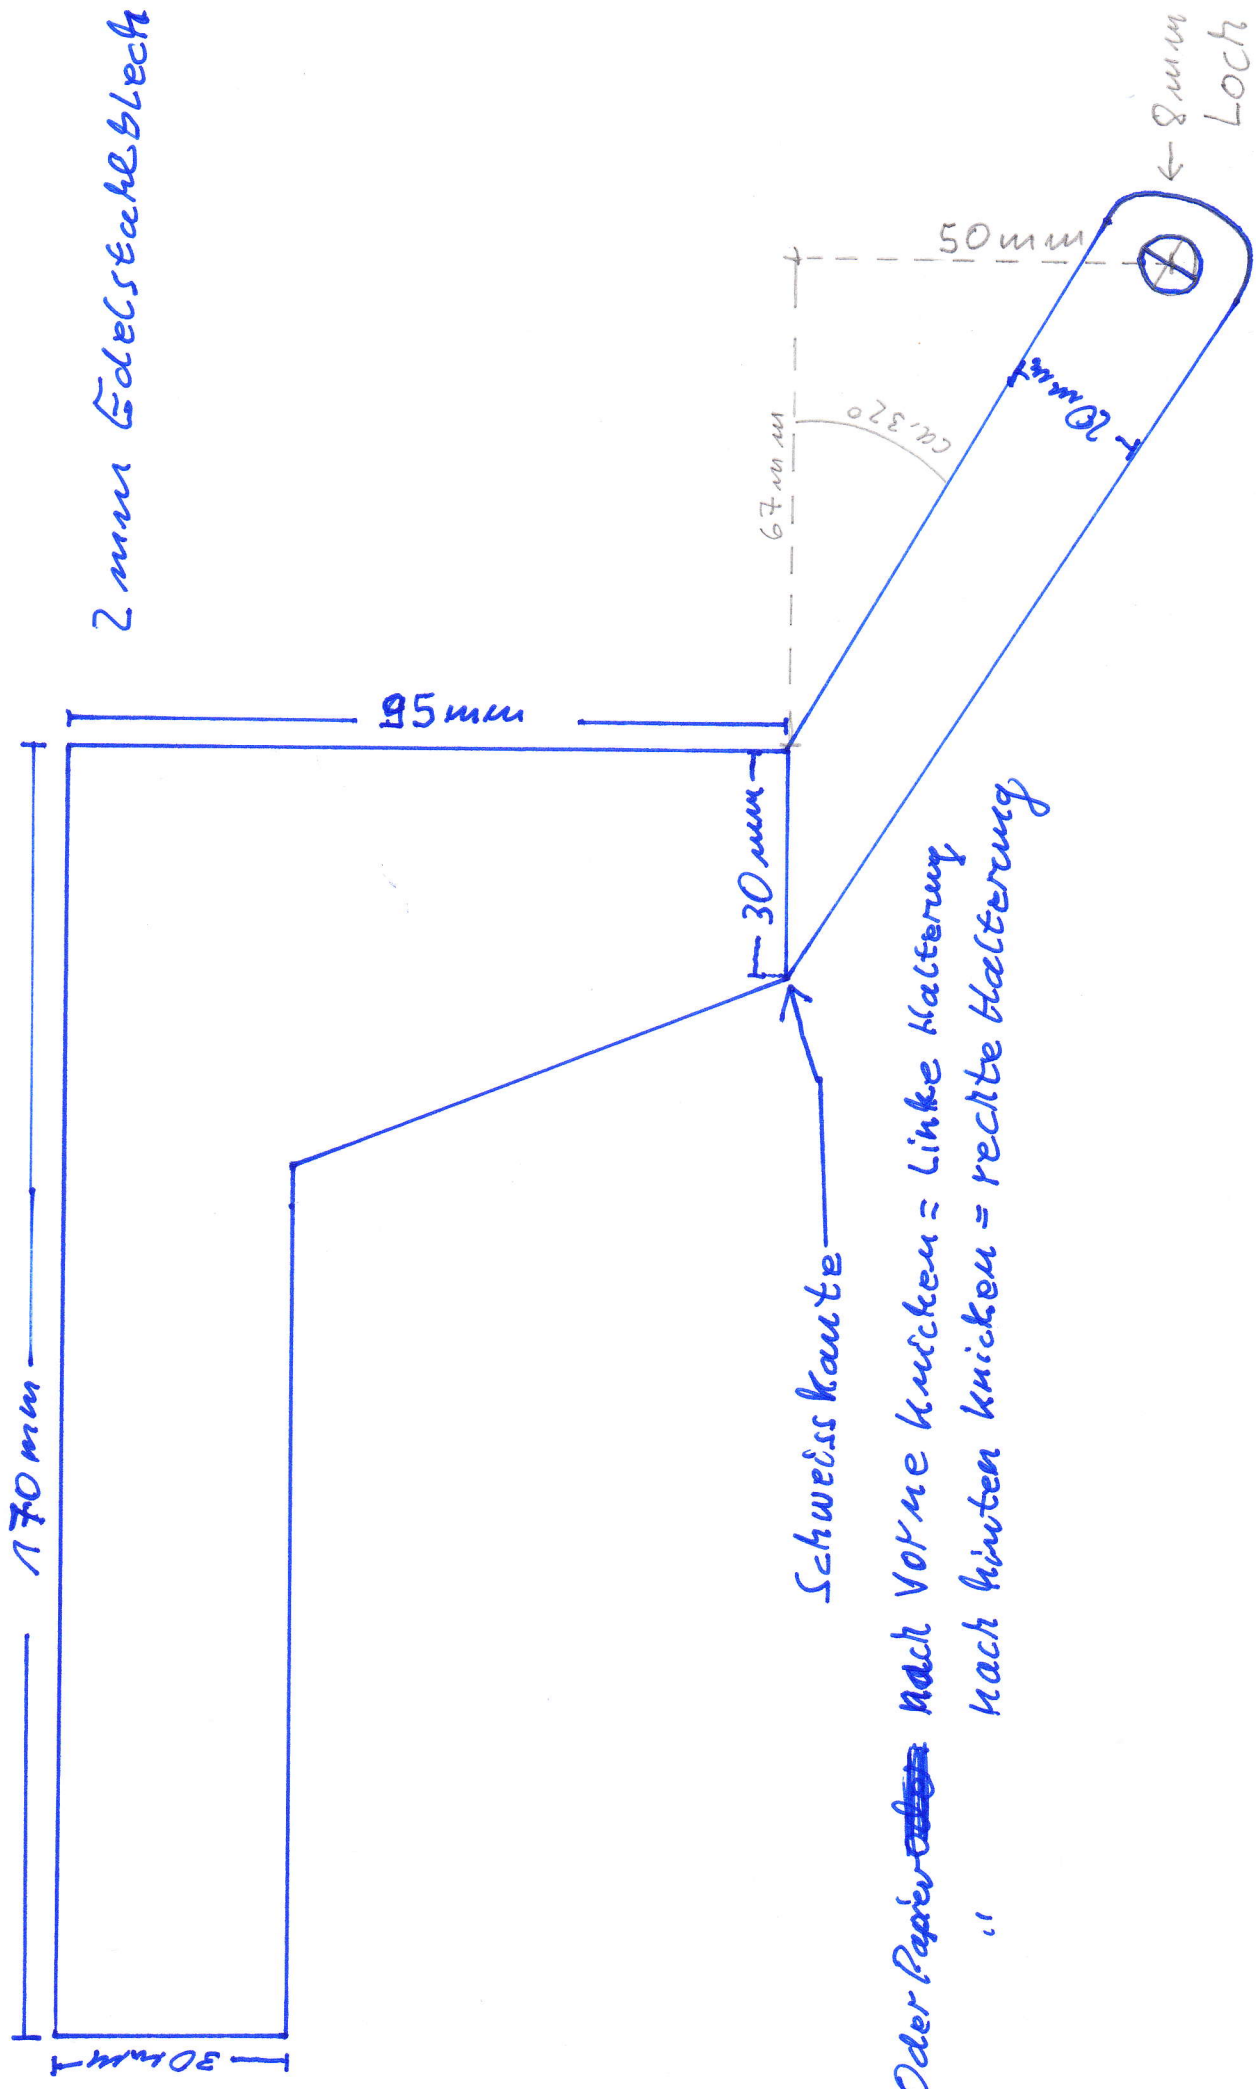 2 mm Edelstahlblech
170 mm
30 mm
95 mm
30 mm
67 mm
ca. 32°
50 mm
20 mm
← 8 mm
Loch
Schweisskante
Oder Papier nach vorne knicken = Linke Halterung
" nach hinten knicken = rechte Halterung